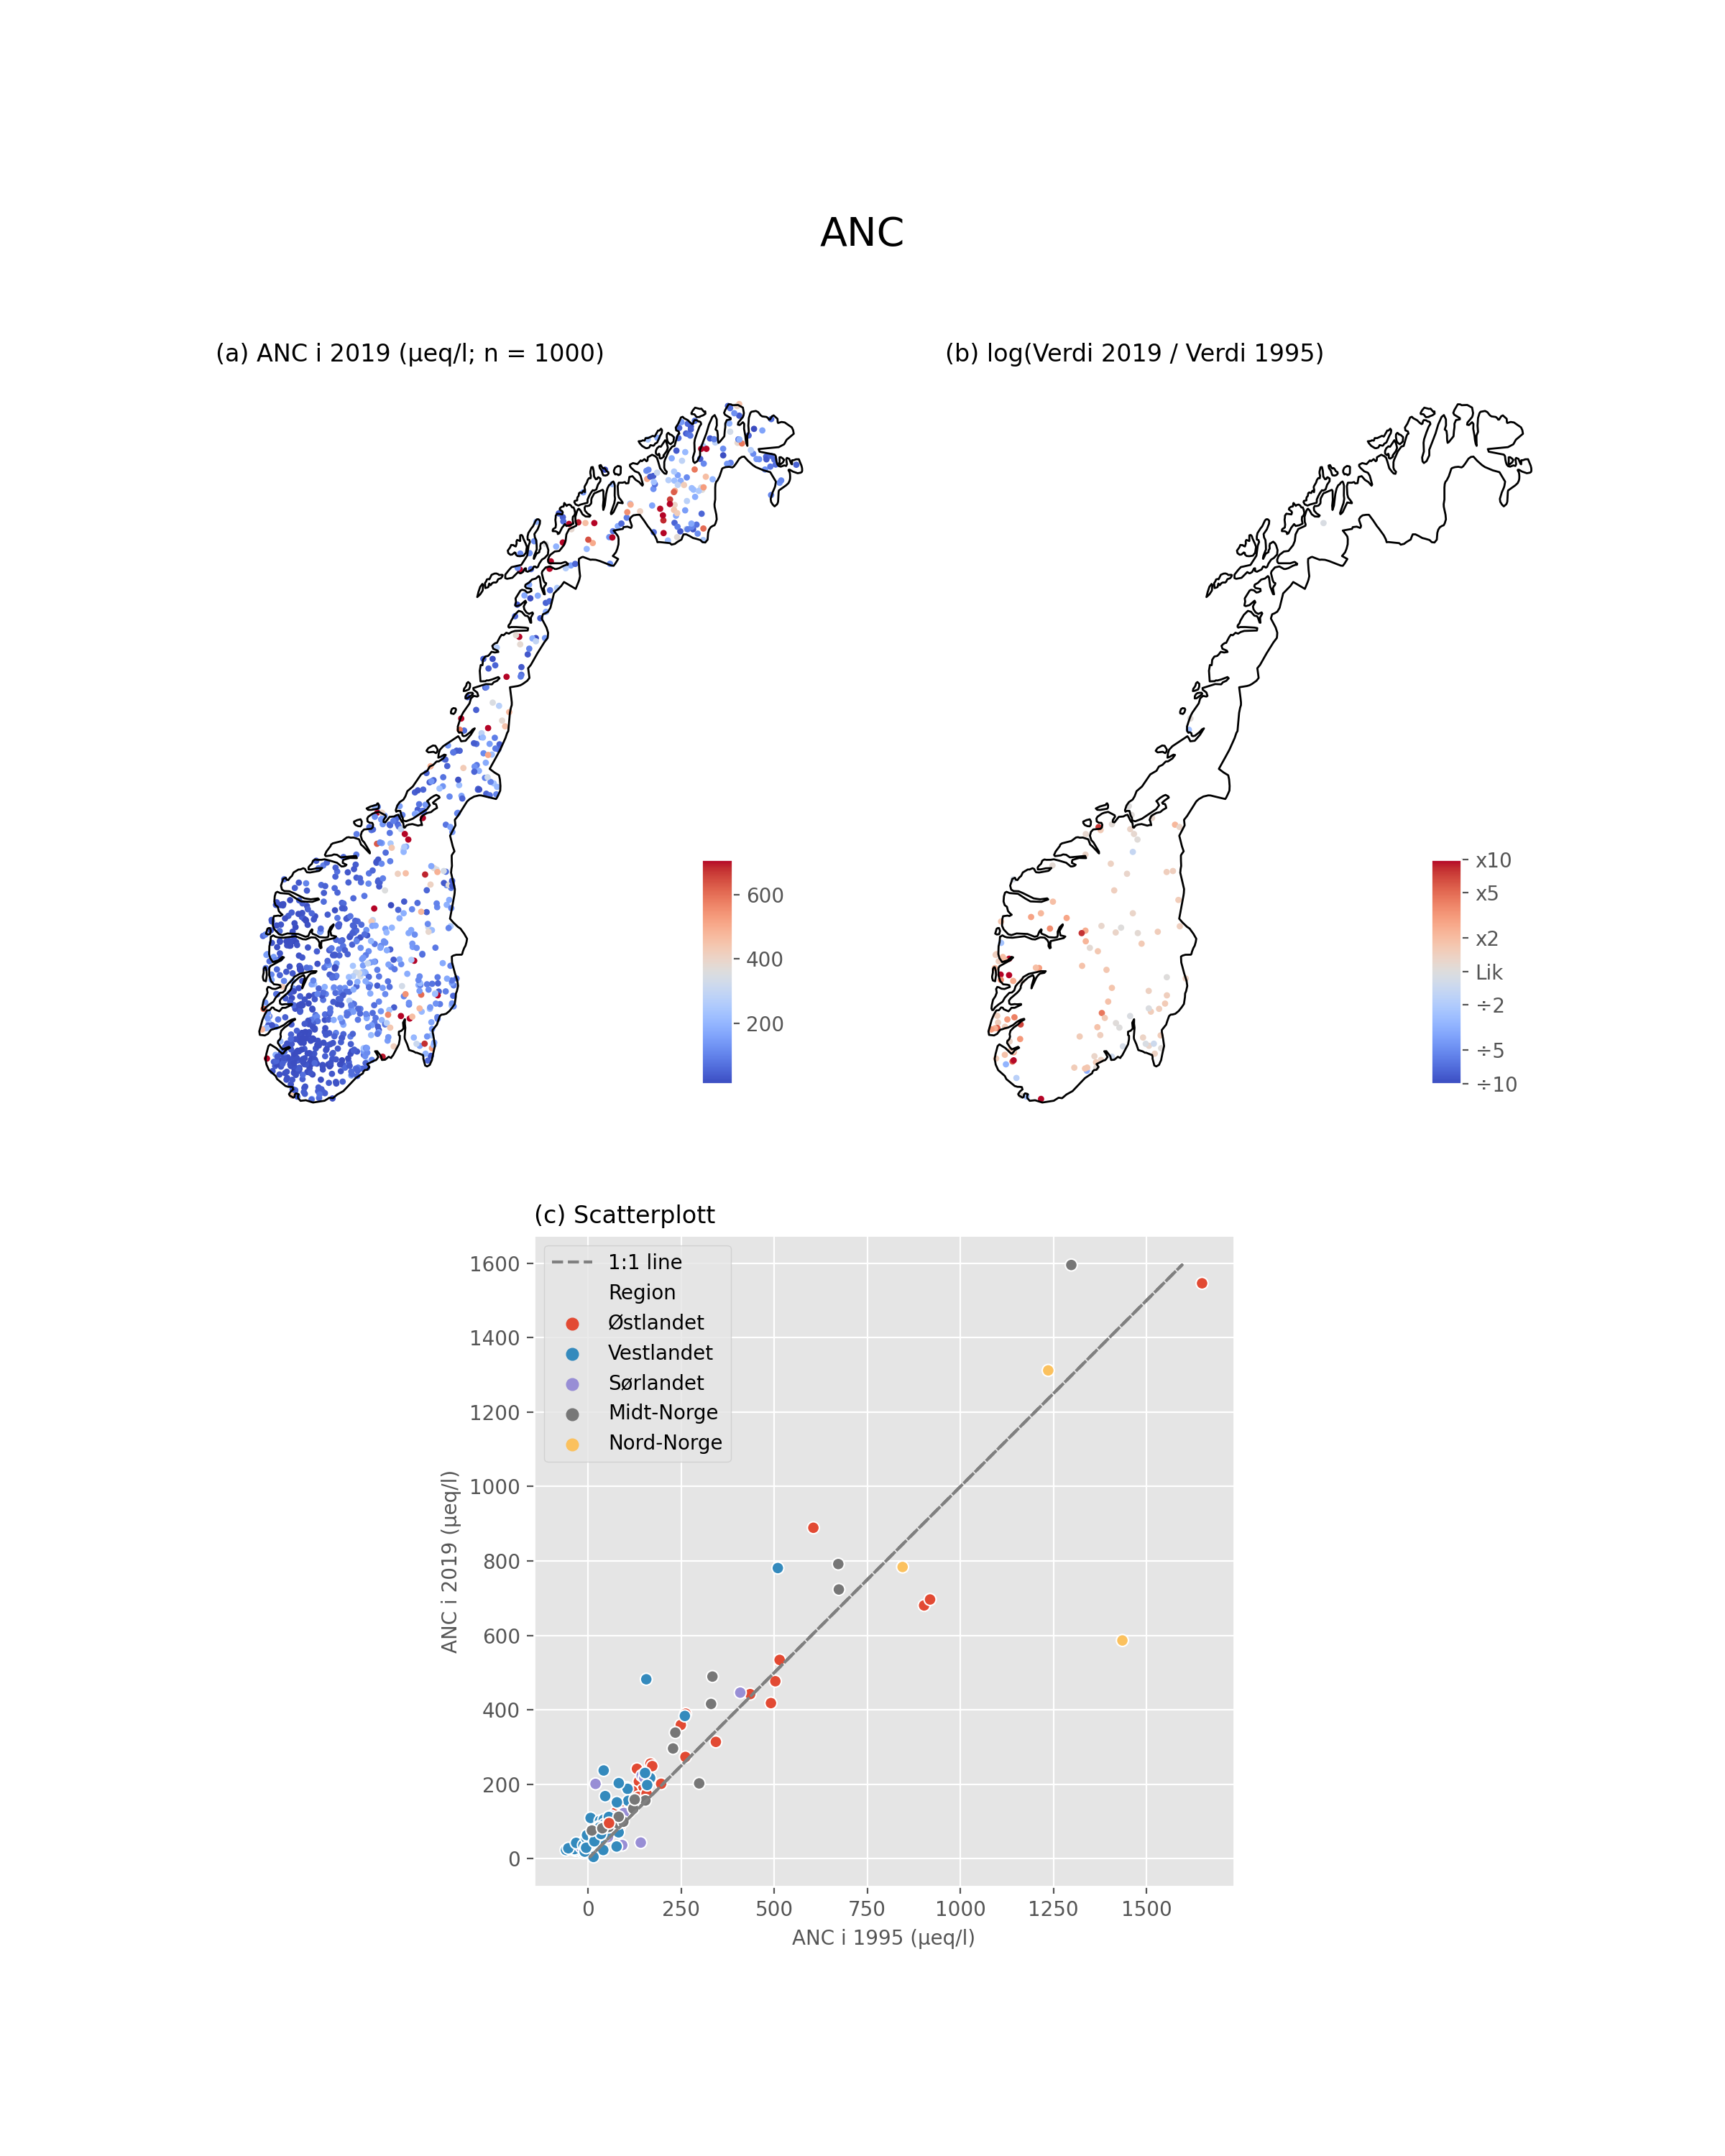 ANC
(a) ANC i 2019 (µeq/l; n = 1000)
600
400
200
(b) log(Verdi 2019 / Verdi 1995)
x10
x5
x2
Lik
÷2
÷5
÷10
(c) Scatterplott
1:1 line
Region
Østlandet
Vestlandet
Sørlandet
Midt-Norge
Nord-Norge
ANC i 2019 (µeq/l)
1600
1400
1200
1000
800
600
400
200
0
0 250 500 750 1000 1250 1500
ANC i 1995 (µeq/l)